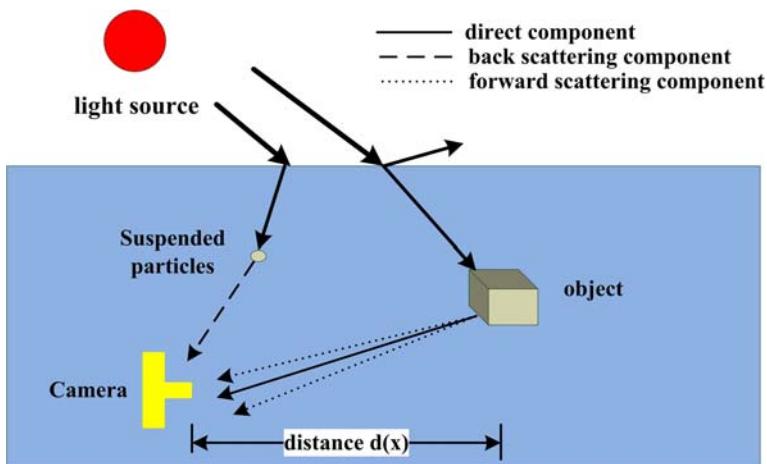 direct component
back scattering component
forward scattering component
light source
Suspended
particles
object
Camera
distance d(x)